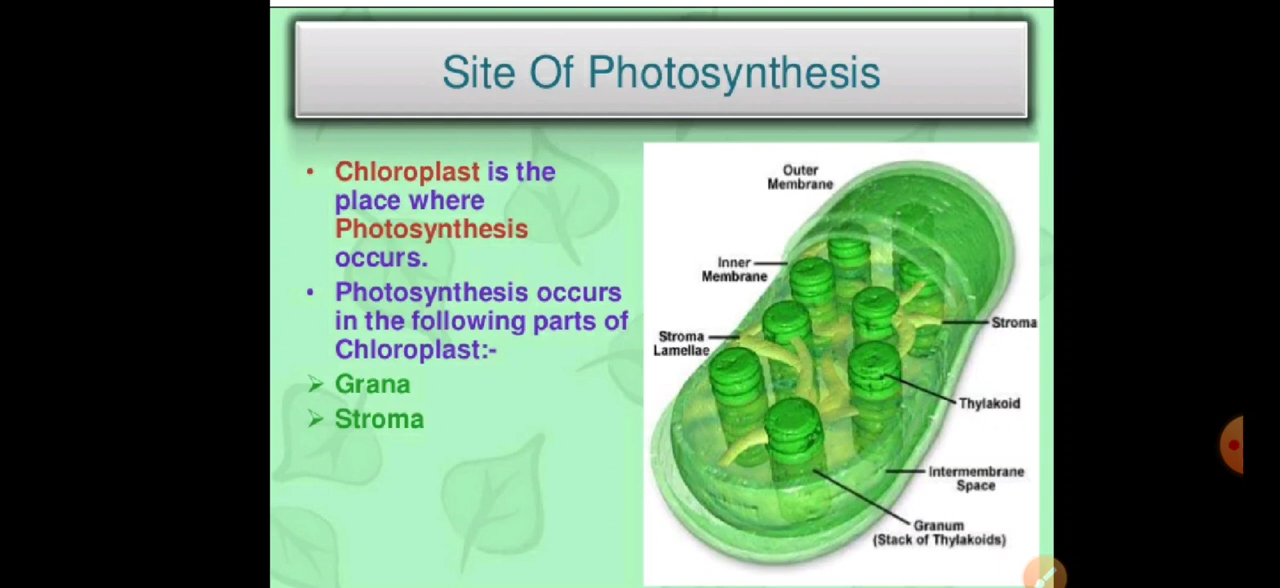 Site Of Photosynthesis
• Chloroplast is the
place where
Photosynthesis
occurs.
• Photosynthesis occurs
in the following parts of
Chloroplast:-
➢ Grana
➢ Stroma
Outer
Membrane
Inner
Membrane
Stroma
Lamellae
Stroma
Thylakoid
Intermembrane
Space
Granum
(Stack of Thylakoids)